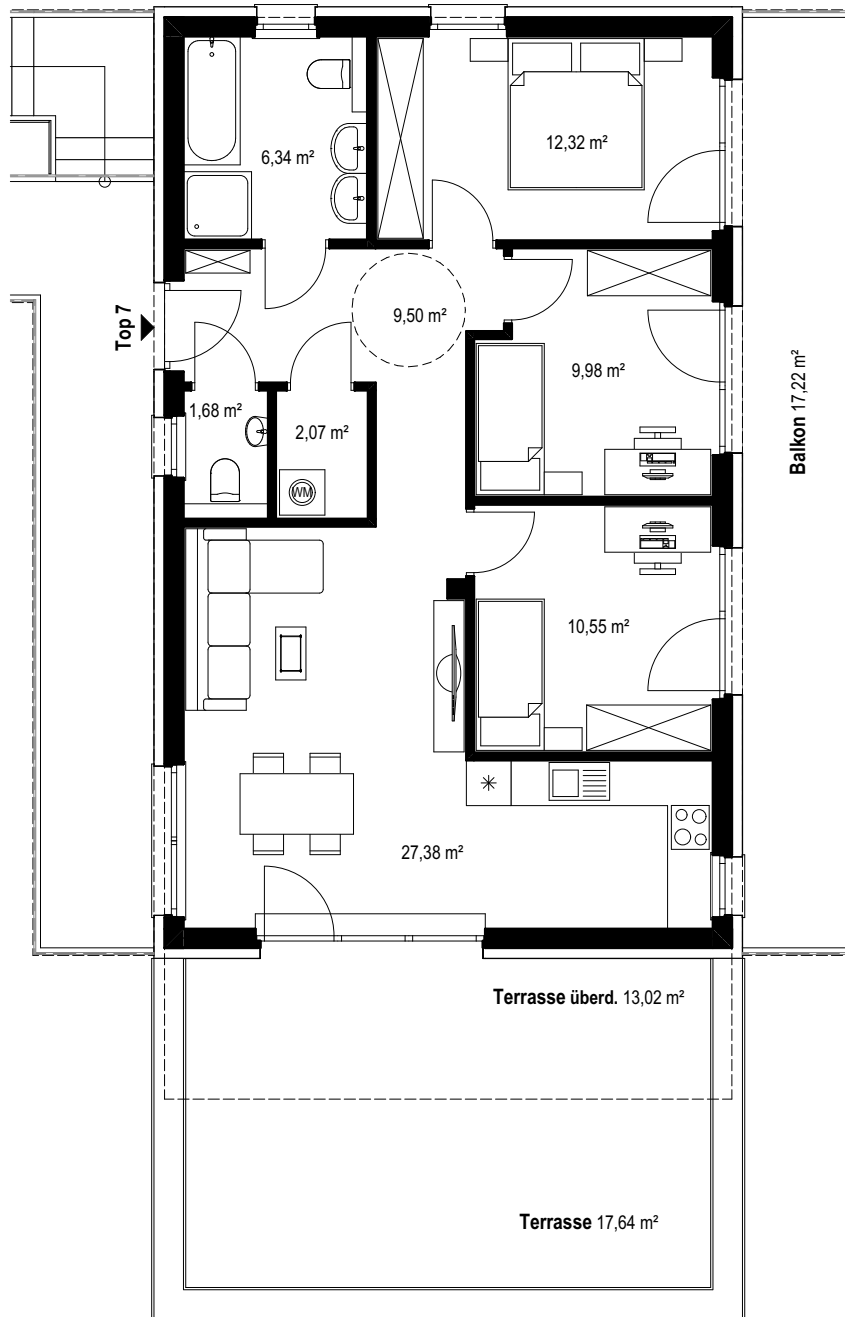 12,32 m²
6,34 m²
Top 7
9,50 m²
9,98 m²
Balkon 17,22 m²
1,68 m²
2,07 m²
WM
10,55 m²
27,38 m²
Terrasse überd. 13,02 m²
Terrasse 17,64 m²